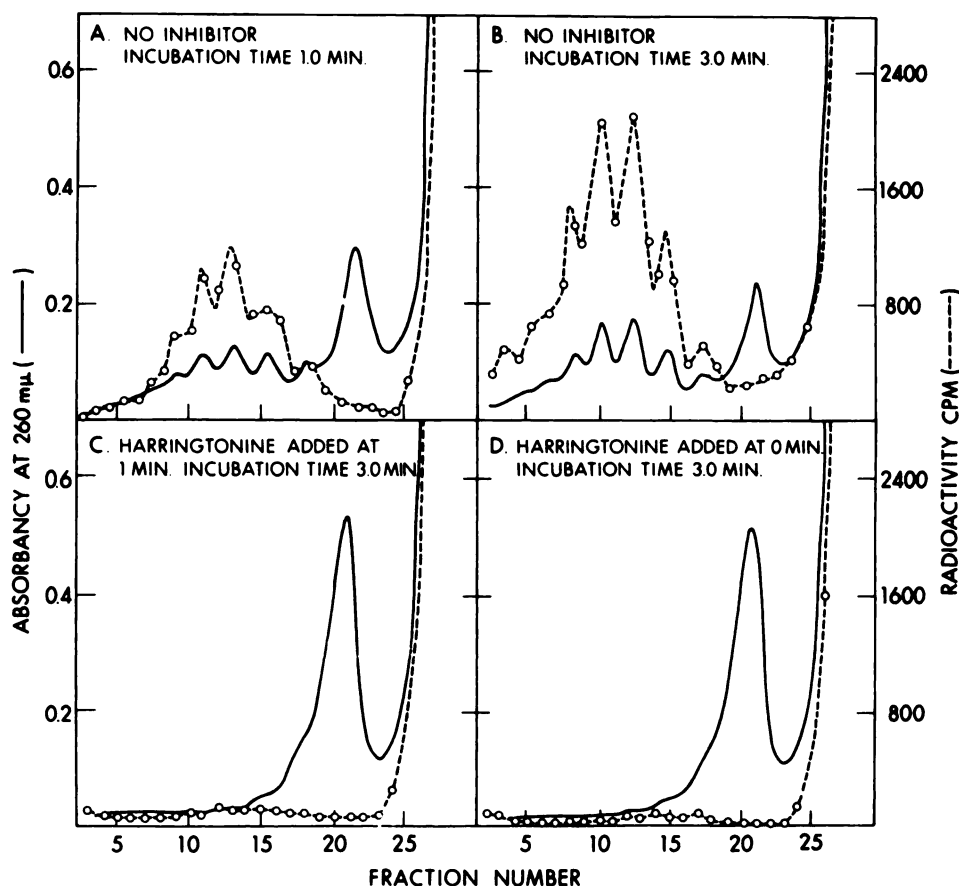 A. NO INHIBITOR
INCUBATION TIME 1.0 MIN.
B. NO INHIBITOR
INCUBATION TIME 3.0 MIN.
0.6
0.4
0.2
2400
1600
800
C. HARRINGTONINE ADDED AT
1 MIN. INCUBATION TIME 3.0 MIN.
D. HARRINGTONINE ADDED AT 0 MIN.
INCUBATION TIME 3.0 MIN.
0.6
0.4
0.2
2400
1600
800
5 10 15 20 25 5 10 15 20 25
FRACTION NUMBER
ABSORBANCY AT 260 mμ (———)
RADIOACTIVITY CPM (------)